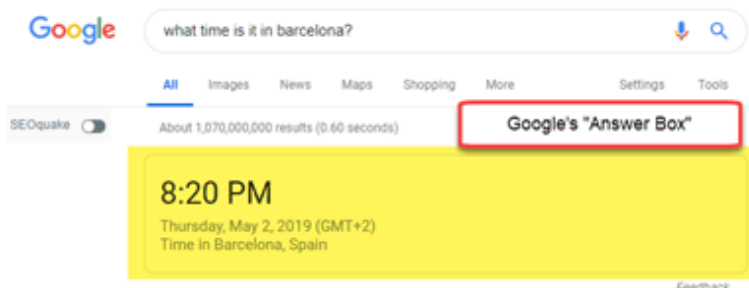 Google what time is it in barcelona?
All Images News Maps Shopping More Settings Tools
SEOquake About 1,070,000,000 results (0.60 seconds) Google's "Answer Box"
8:20 PM
Thursday, May 2, 2019 (GMT+2)
Time in Barcelona, Spain
Feedback